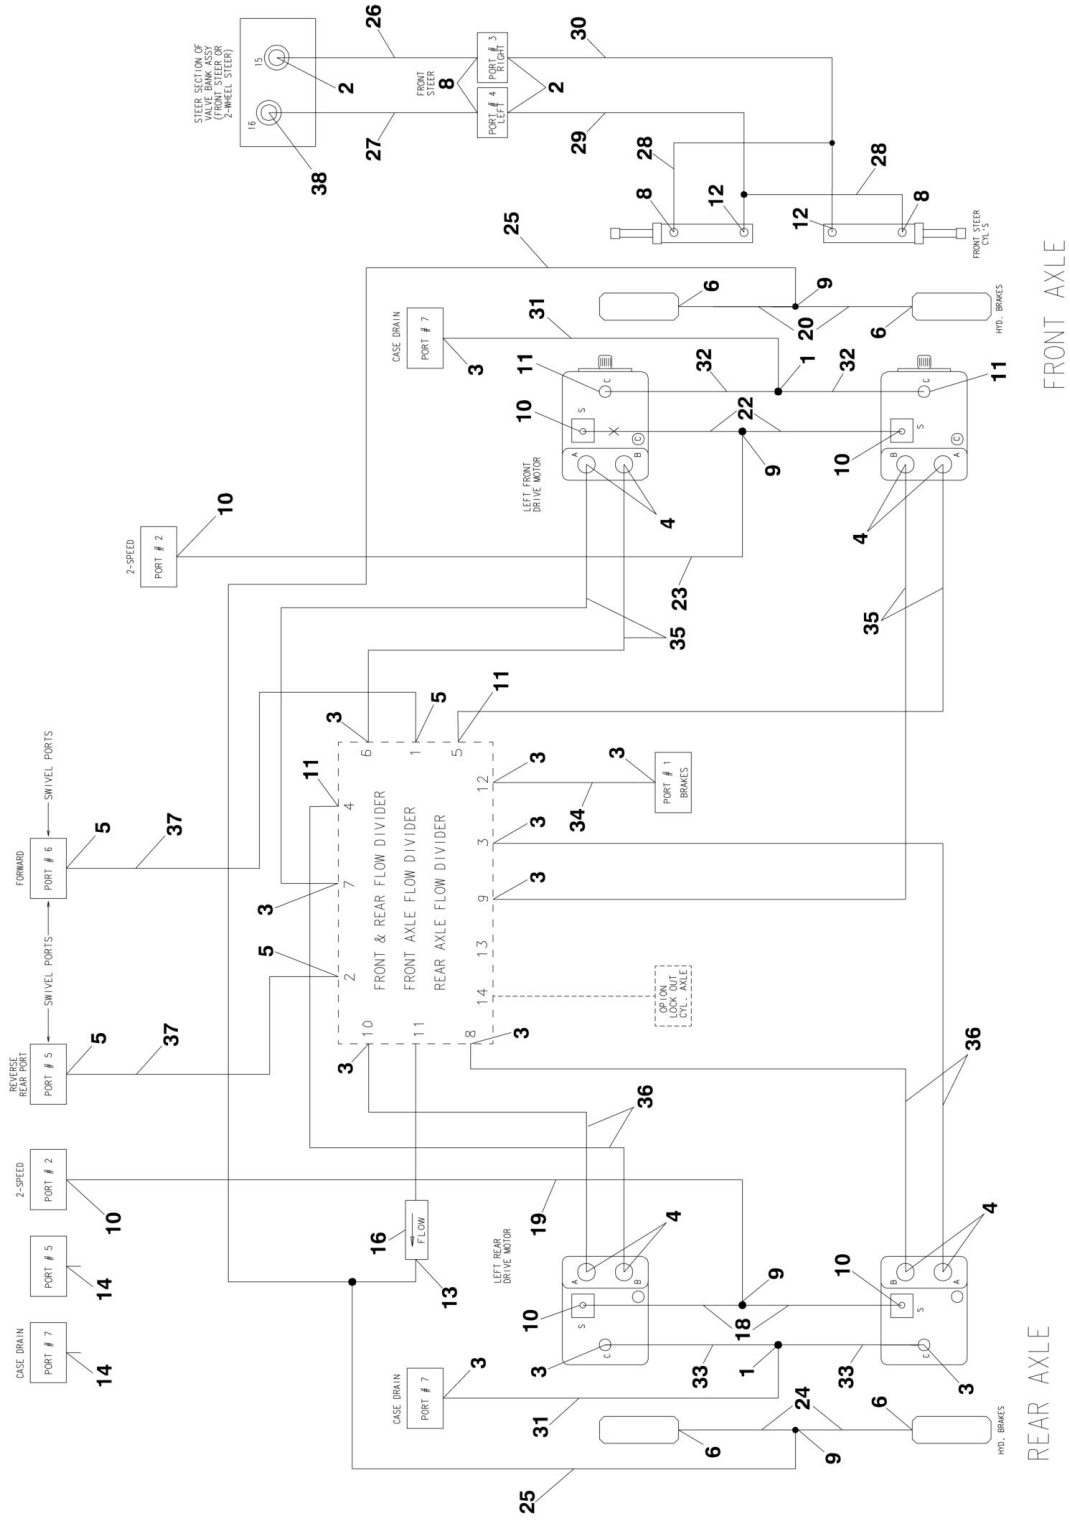 CASE DRAIN
PORT # 7
14
PORT # 5
14
2-SPEED
PORT # 2
10
REVERSE
REAR PORT
PORT # 5
5
37
SWIVEL PORTS
FORWARD
PORT # 6
5
37
SWIVEL PORTS
2-SPEED
PORT # 2
10
STEER SECTION OF
VALVE BANK ASSY
(FRONT STEER OR
2-WHEEL STEER)
16
15
38
2
27
26
FRONT
STEER
8
PORT # 4
LEFT
PORT # 3
RIGHT
2
29
30
5
3
11
3
3
2
7
4
10
6
FRONT & REAR FLOW DIVIDER
11
FRONT AXLE FLOW DIVIDER
1
5
REAR AXLE FLOW DIVIDER
8
5
11
3
14
13
9
3
12
3
3
3
16
FLOW
13
19
34
3
PORT # 1
BRAKES
OPION
LOCK OUT
CYL. AXLE
CASE DRAIN
PORT # 7
3
31
25
LEFT REAR
DRIVE MOTOR
A
B
S
C
10
3
4
36
33
1
33
18
9
10
B
A
S
C
3
4
36
6
24
9
6
HYD. BRAKES
REAR AXLE
LEFT FRONT
DRIVE MOTOR
A
B
S
C
C
10
11
4
35
23
9
22
32
1
32
CASE DRAIN
PORT # 7
3
31
25
10
B
A
S
C
C
11
4
35
6
20
9
6
HYD. BRAKES
28
8
12
12
28
8
FRONT STEER
CYL'S
FRONT AXLE